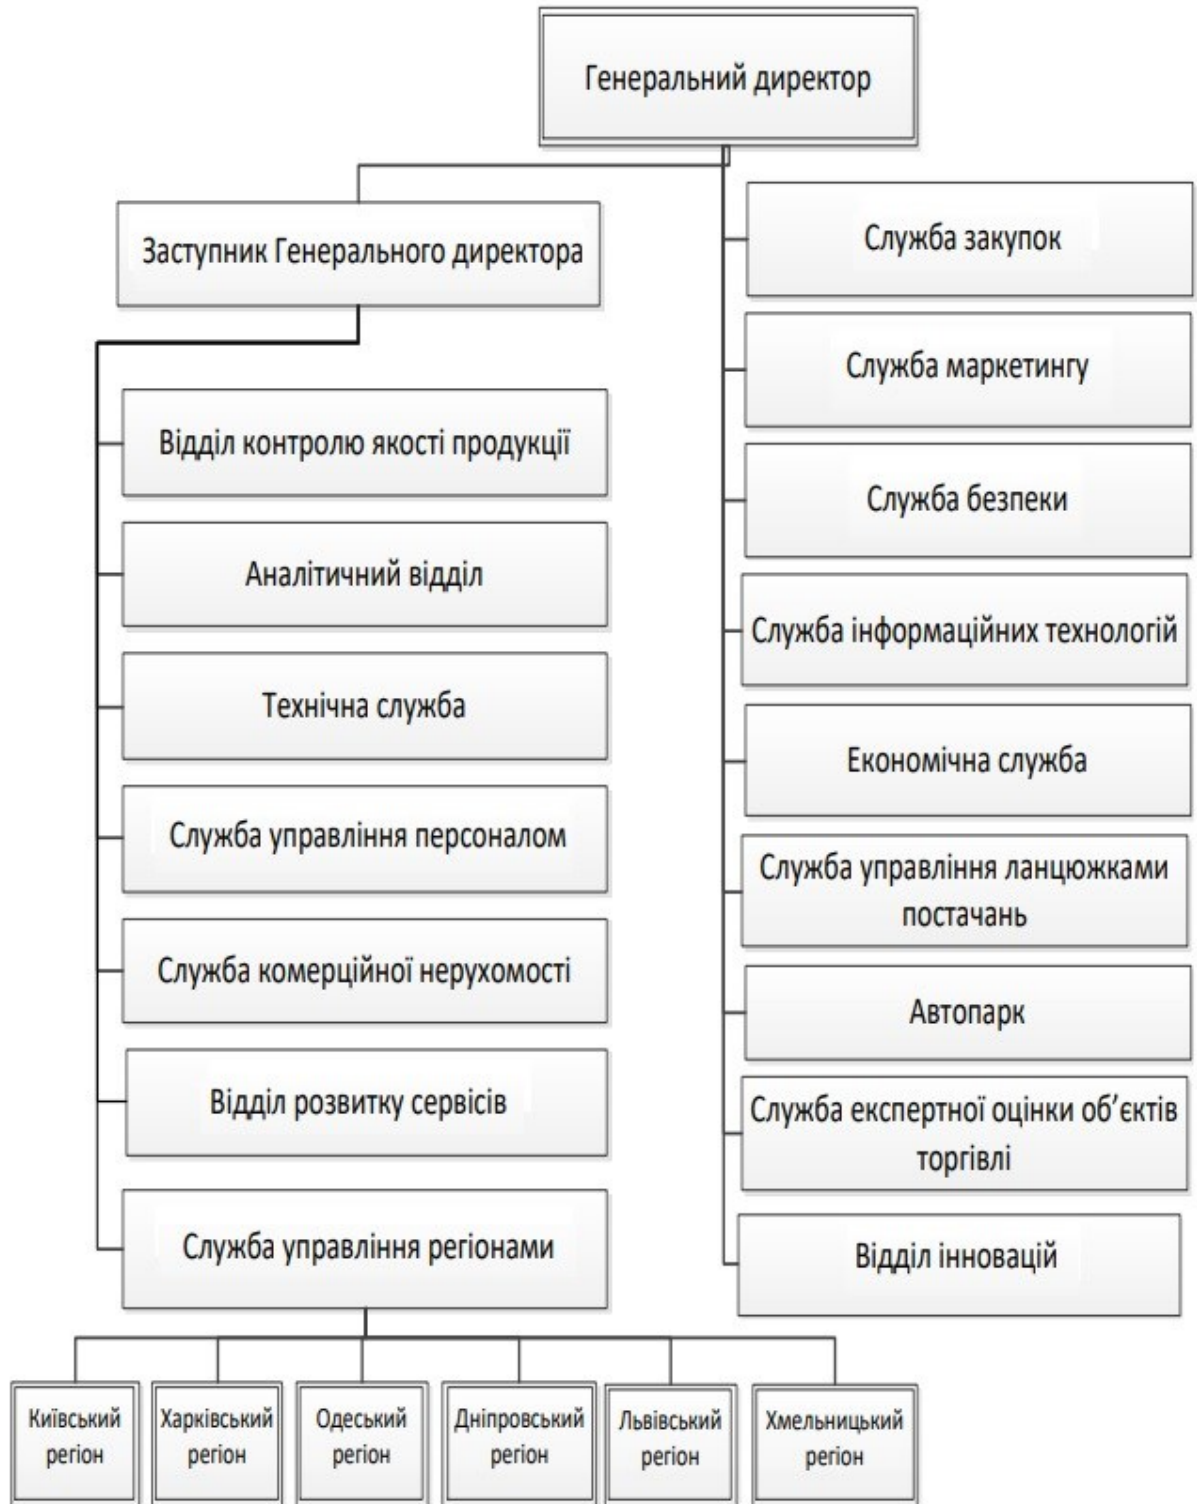 Генеральний директор
Заступник Генерального директора
Відділ контролю якості продукції
Аналітичний відділ
Технічна служба
Служба управління персоналом
Служба комерційної нерухомості
Відділ розвитку сервісів
Служба управління регіонами
Київський
регіон
Харківський
регіон
Одеський
регіон
Дніпровський
регіон
Львівський
регіон
Хмельницький
регіон
Служба закупок
Служба маркетингу
Служба безпеки
Служба інформаційних технологій
Економічна служба
Служба управління ланцюжками
постачань
Автопарк
Служба експертної оцінки об’єктів
торгівлі
Відділ інновацій